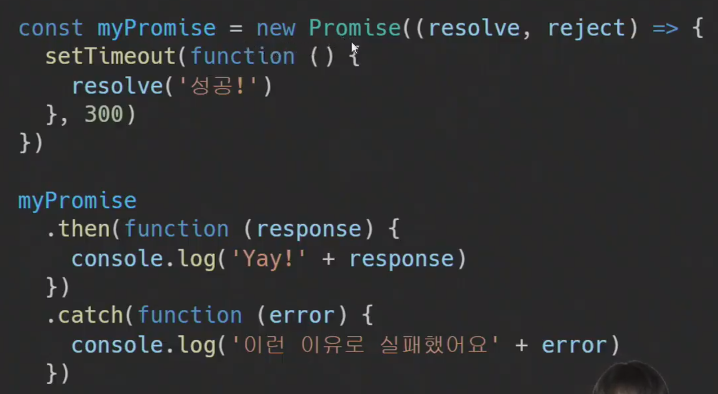 const myPromise = new Promise((resolve, reject) => {
  setTimeout(function () {
    resolve('성공!')
  }, 300)
})
myPromise
  .then(function (response) {
    console.log('Yay!' + response)
  })
  .catch(function (error) {
    console.log('이런 이유로 실패했어요' + error)
  })